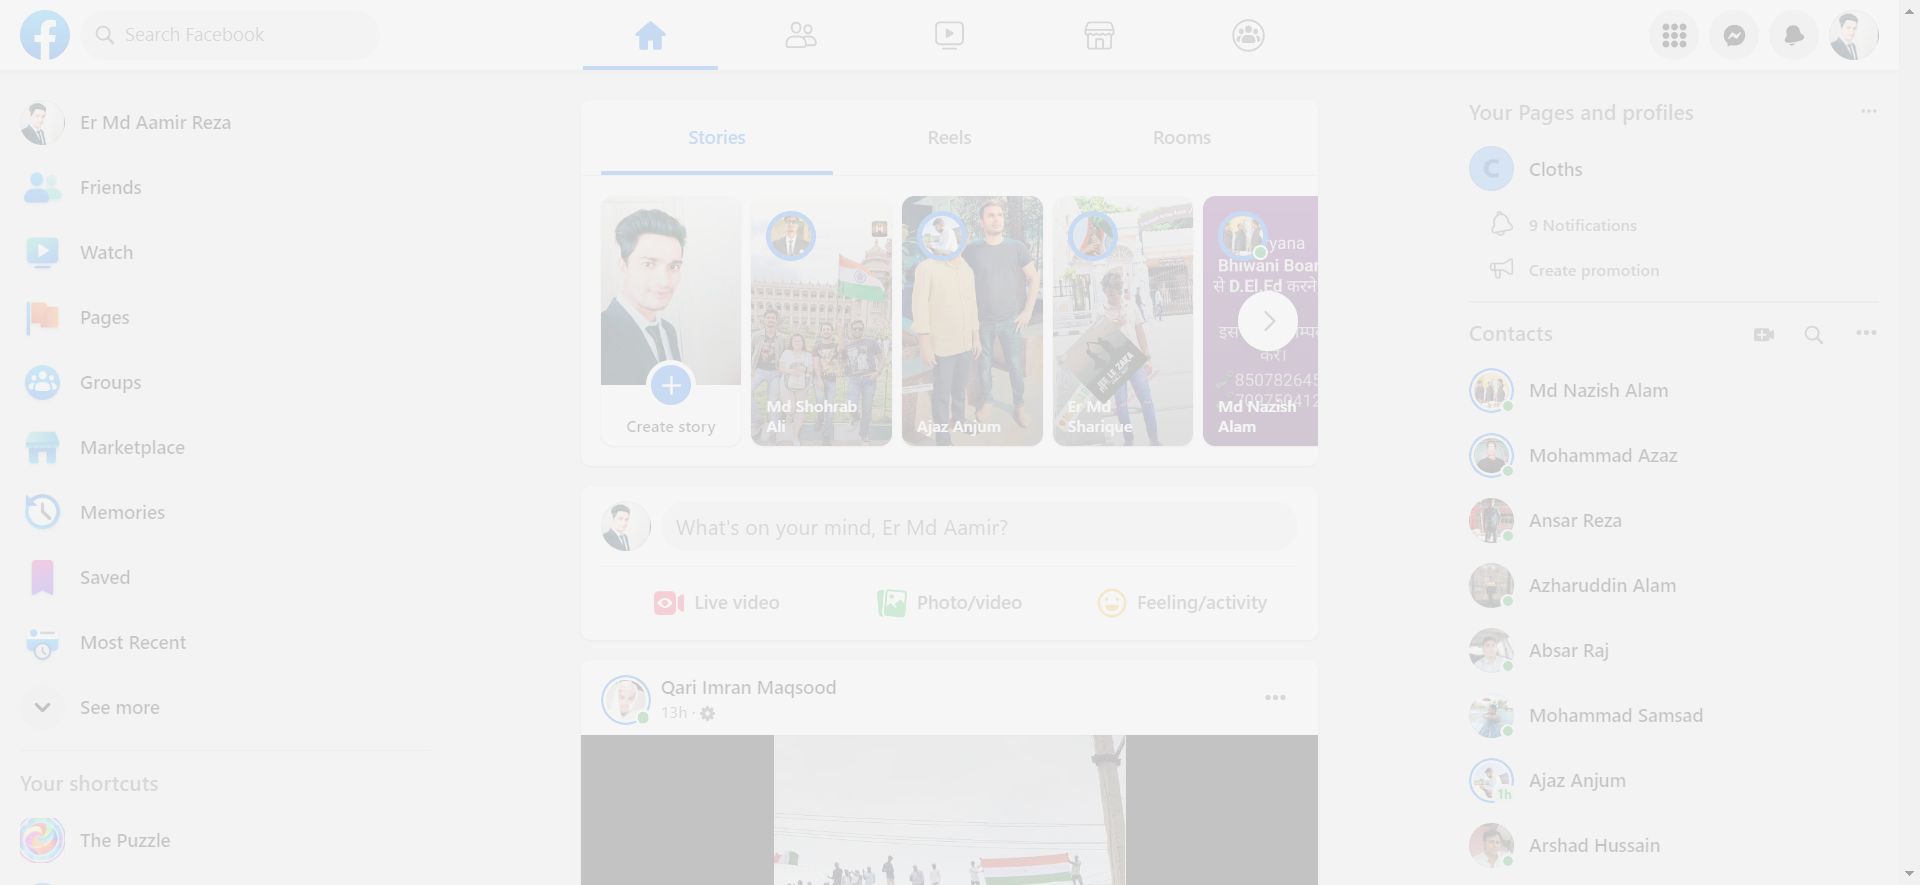 Search Facebook
Er Md Aamir Reza
Friends
Watch
Pages
Groups
Marketplace
Memories
Saved
Most Recent
See more
Your shortcuts
The Puzzle
Stories
Reels
Rooms
Create story
Md Shohrab
Ali
Ajaz Anjum
Er Md
Sharique
yana
Bhiwani Boar
से D.El.Ed करने
इस
करें।
850782645
Md Nazish
Alam
What's on your mind, Er Md Aamir?
Live video
Photo/video
Feeling/activity
Qari Imran Maqsood
13h ·
Your Pages and profiles
C
Cloths
9 Notifications
Create promotion
Contacts
Md Nazish Alam
Mohammad Azaz
Ansar Reza
Azharuddin Alam
Absar Raj
Mohammad Samsad
Ajaz Anjum
1h
Arshad Hussain